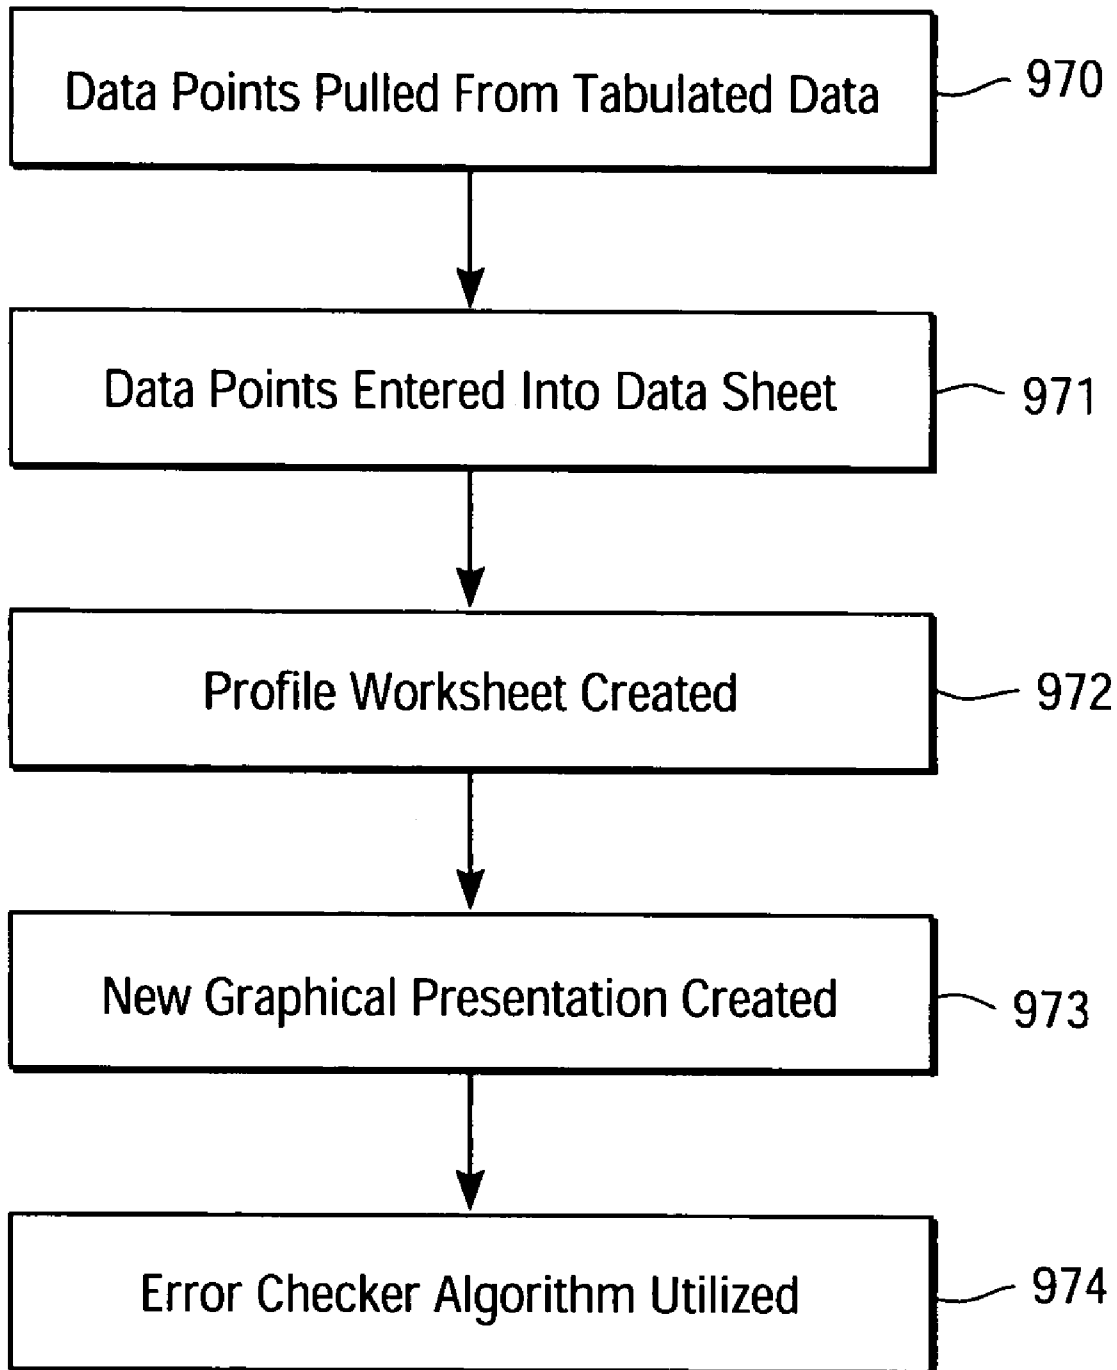 Data Points Pulled From Tabulated Data
970
Data Points Entered Into Data Sheet
971
Profile Worksheet Created
972
New Graphical Presentation Created
973
Error Checker Algorithm Utilized
974